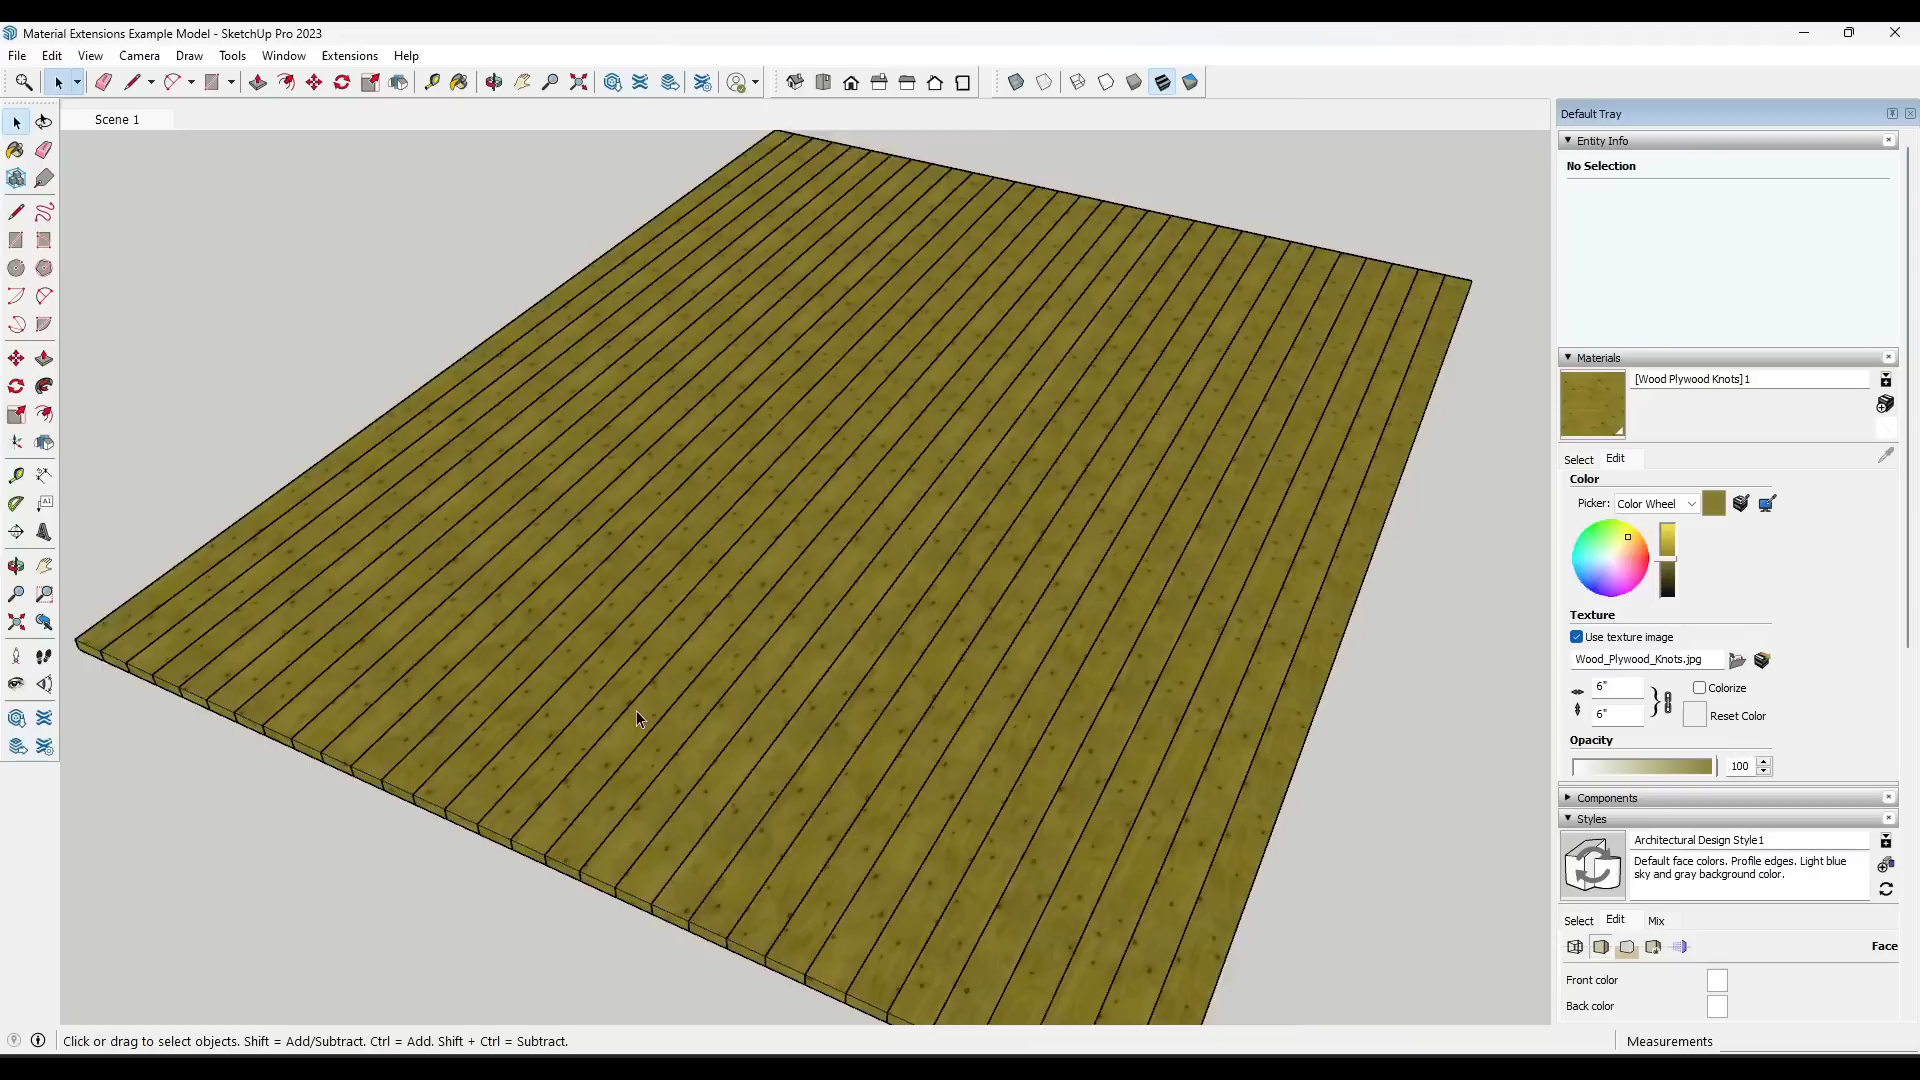 Material Extensions Example Model - SketchUp Pro 2023
File Edit View Camera Draw Tools Window Extensions Help
Scene 1
Default Tray
Entity Info
No Selection
Materials
[Wood Plywood Knots]1
Select Edit
Color
Picker: Color Wheel
Texture
Use texture image
Wood_Plywood_Knots.jpg
6"
Colorize
6"
Reset Color
Opacity
100
Components
Styles
Architectural Design Style1
Default face colors. Profile edges. Light blue
sky and gray background color.
Select Edit Mix
Face
Front color
Back color
Click or drag to select objects. Shift = Add/Subtract. Ctrl = Add. Shift + Ctrl = Subtract.
Measurements